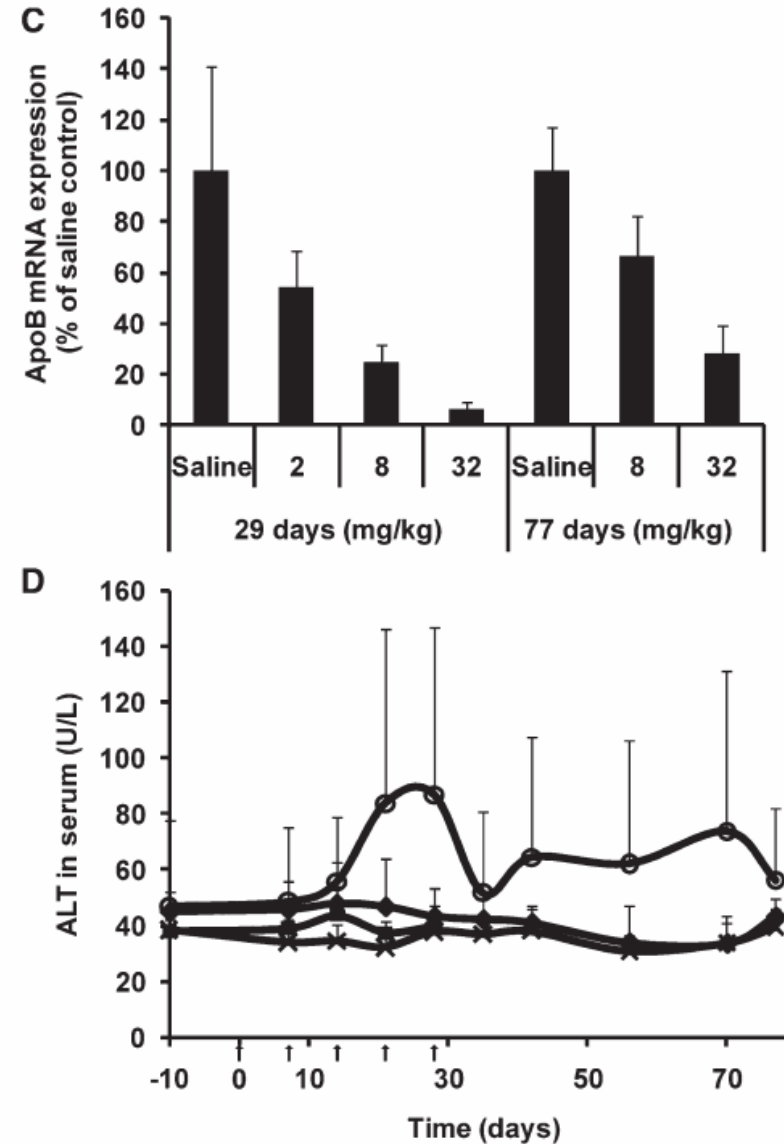 C
160
140
120
100
80
60
40
20
0
ApoB mRNA expression
(% of saline control)
Saline 2 8 32 Saline 8 32
29 days (mg/kg) 77 days (mg/kg)
D
160
140
120
100
80
60
40
20
0
ALT in serum (U/L)
-10 0 10 30 50 70
Time (days)